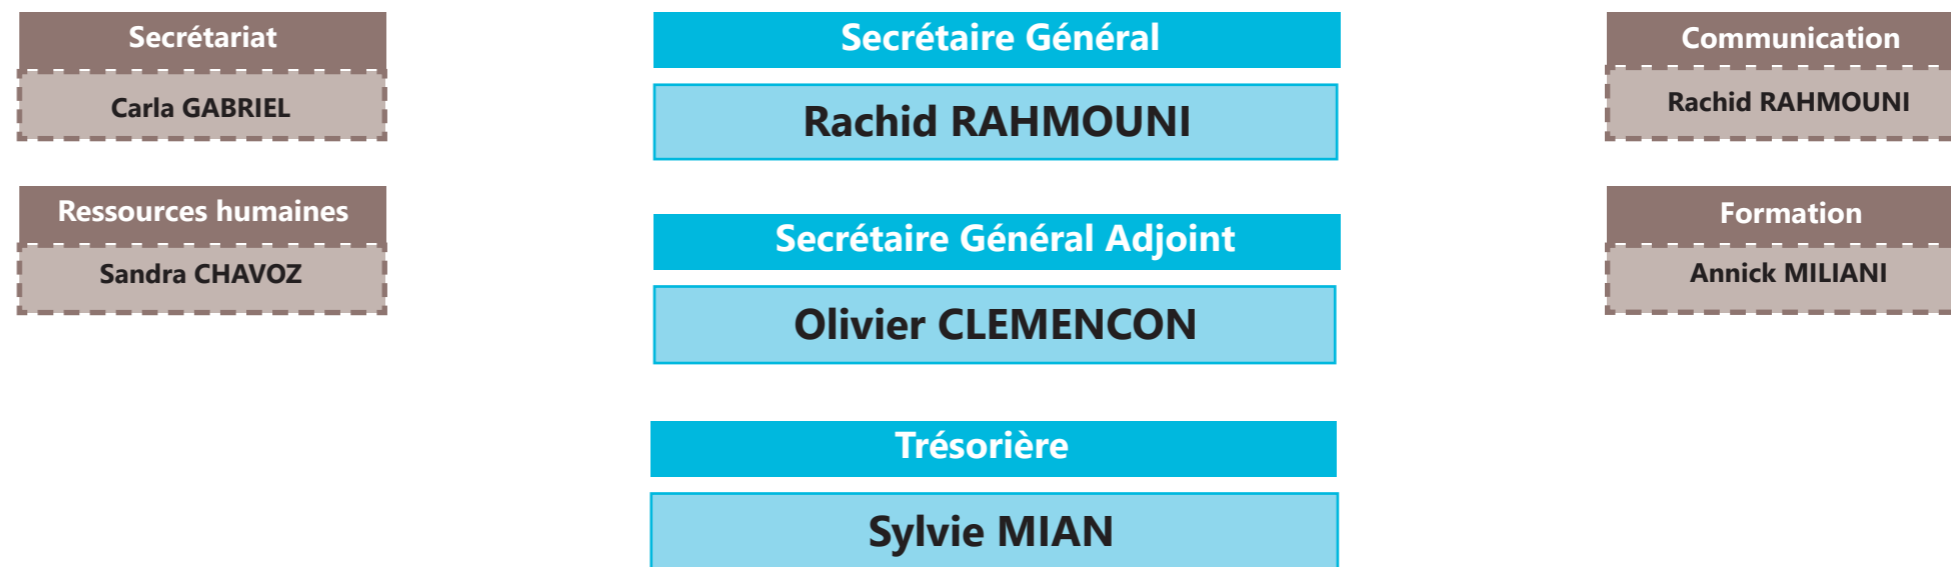 Secrétariat
Carla GABRIEL
Ressources humaines
Sandra CHAVOZ
Secrétaire Général
Rachid RAHMOUNI
Secrétaire Général Adjoint
Olivier CLEMENCON
Trésorière
Sylvie MIAN
Communication
Rachid RAHMOUNI
Formation
Annick MILIANI